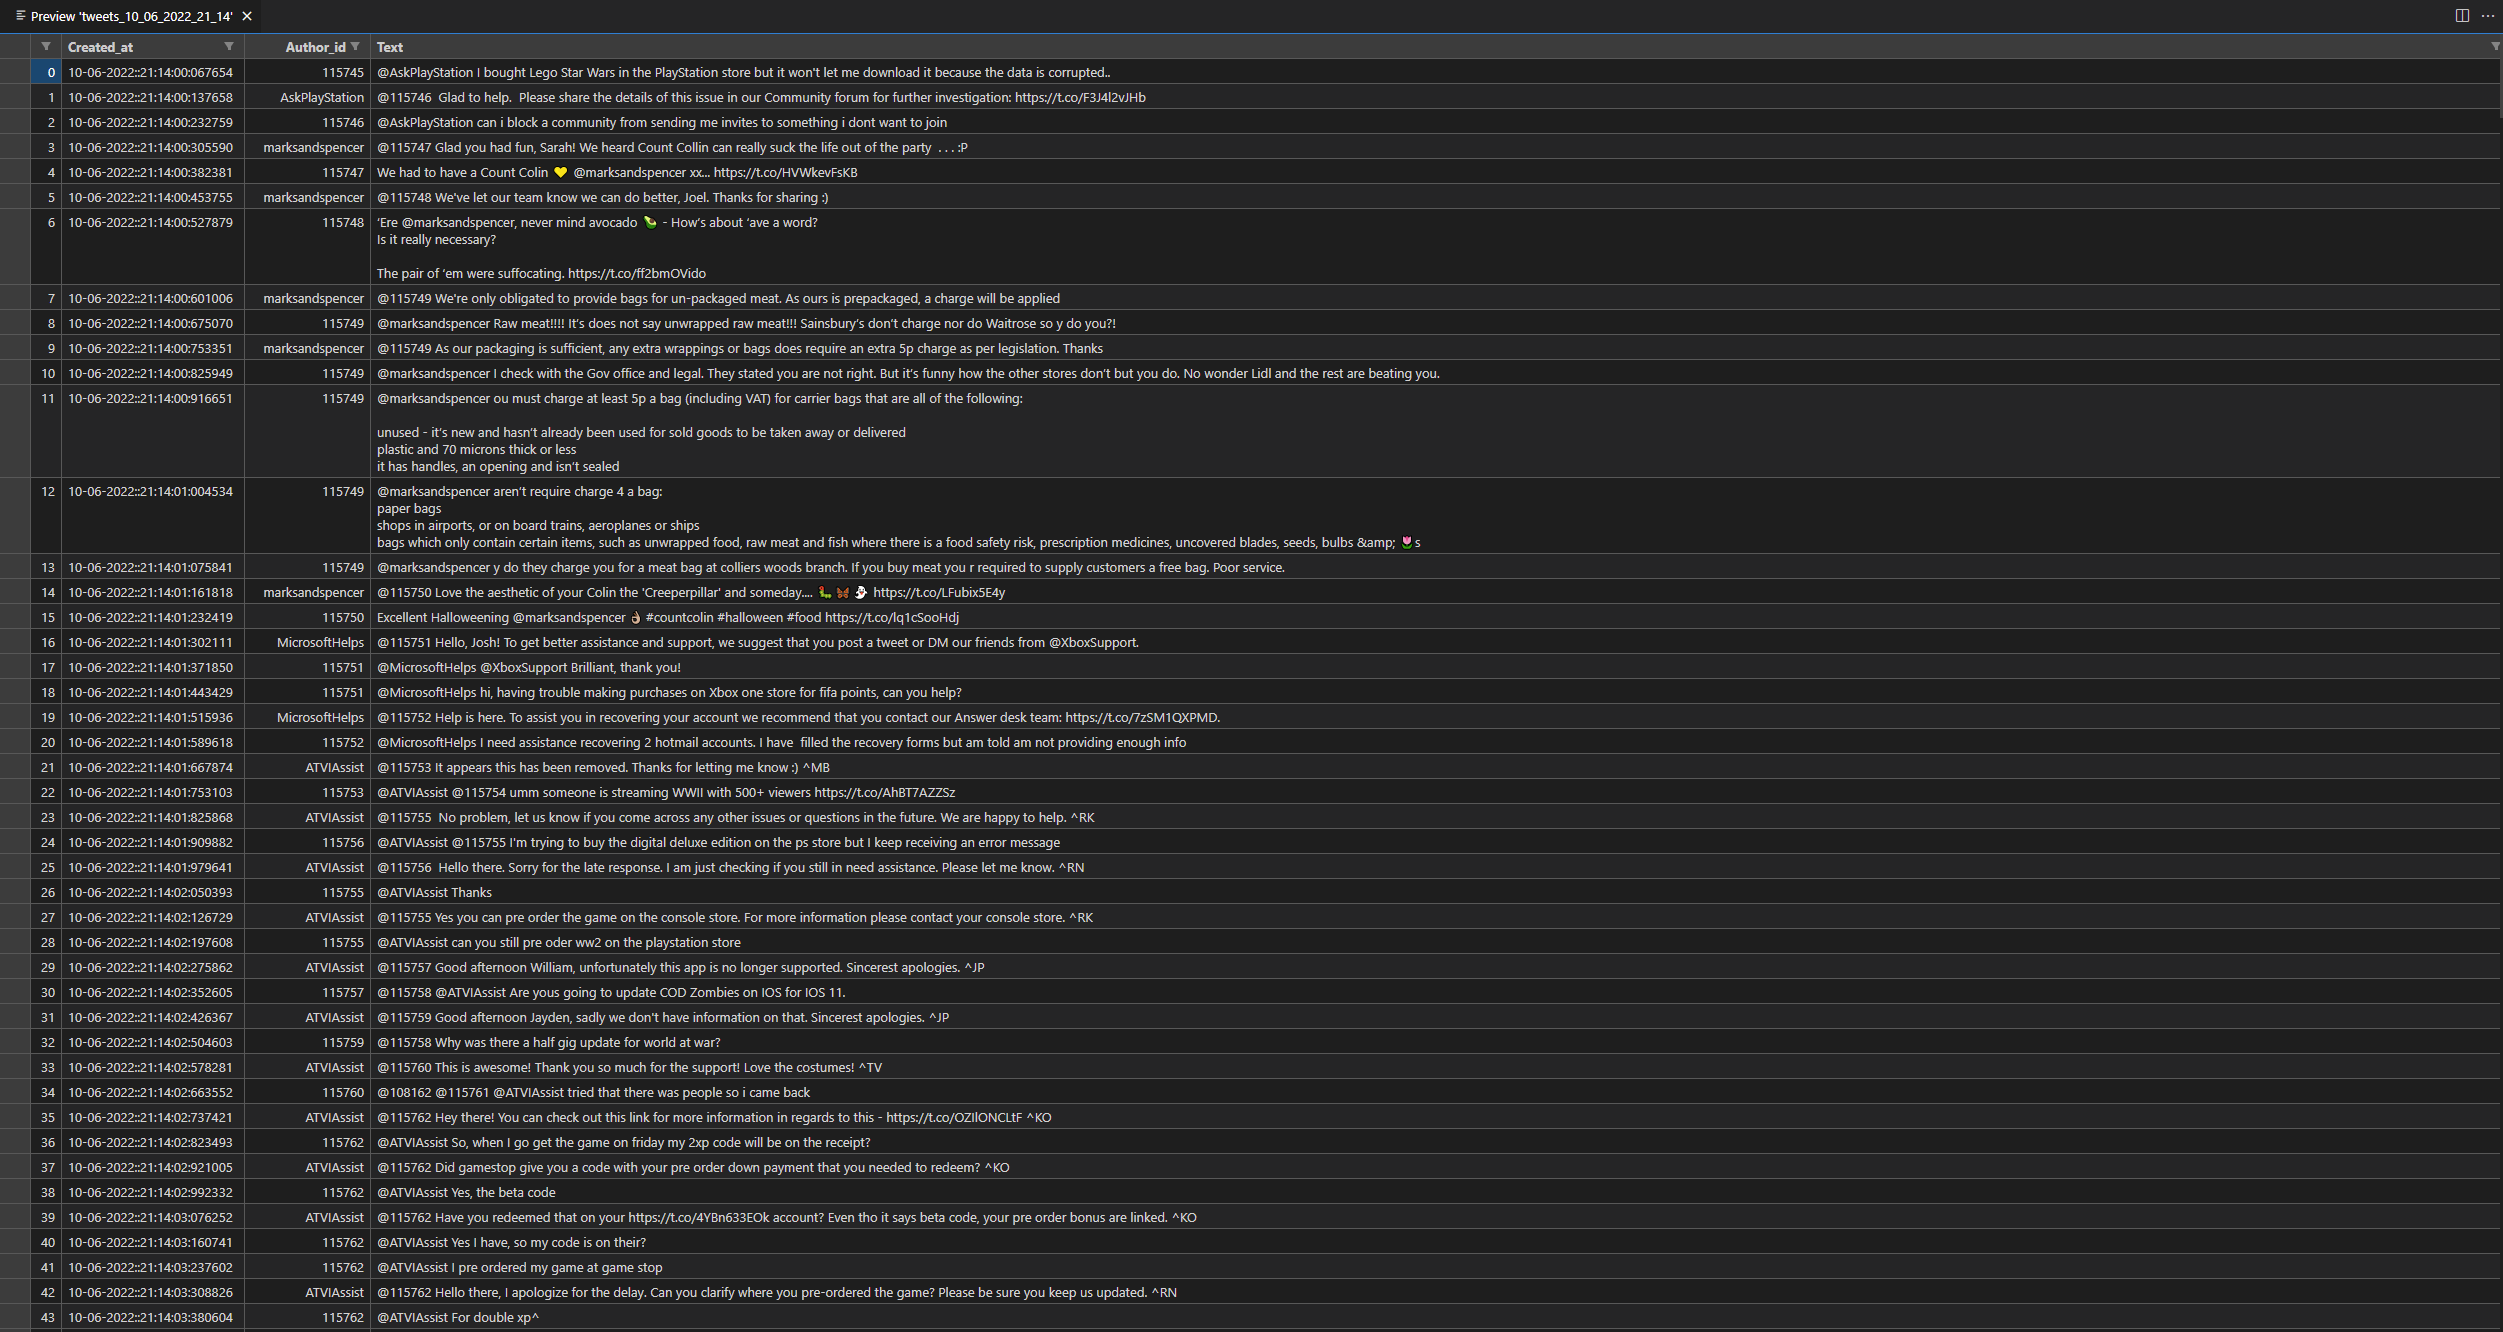 Preview 'tweets_10_06_2022_21_14'
Created_at Author_id Text
0 10-06-2022::21:14:00:067654 115745 @AskPlayStation I bought Lego Star Wars in the PlayStation store but it won't let me download it because the data is corrupted..
1 10-06-2022::21:14:00:137658 AskPlayStation @115746  Glad to help.  Please share the details of this issue in our Community forum for further investigation: https://t.co/F3J4l2vJHb
2 10-06-2022::21:14:00:232759 115746 @AskPlayStation can i block a community from sending me invites to something i dont want to join
3 10-06-2022::21:14:00:305590 marksandspencer @115747 Glad you had fun, Sarah! We heard Count Collin can really suck the life out of the party  . . . :P
4 10-06-2022::21:14:00:382381 115747 We had to have a Count Colin 💛 @marksandspencer xx... https://t.co/HVWkevFsKB
5 10-06-2022::21:14:00:453755 marksandspencer @115748 We've let our team know we can do better, Joel. Thanks for sharing :)
6 10-06-2022::21:14:00:527879 115748 ‘Ere @marksandspencer, never mind avocado 🥑 - How’s about ‘ave a word?
Is it really necessary?
The pair of ‘em were suffocating. https://t.co/ff2bmOVido
7 10-06-2022::21:14:00:601006 marksandspencer @115749 We're only obligated to provide bags for un-packaged meat. As ours is prepackaged, a charge will be applied
8 10-06-2022::21:14:00:675070 115749 @marksandspencer Raw meat!!!! It’s does not say unwrapped raw meat!!! Sainsbury’s don’t charge nor do Waitrose so y do you?!
9 10-06-2022::21:14:00:753351 marksandspencer @115749 As our packaging is sufficient, any extra wrappings or bags does require an extra 5p charge as per legislation. Thanks
10 10-06-2022::21:14:00:825949 115749 @marksandspencer I check with the Gov office and legal. They stated you are not right. But it’s funny how the other stores don’t but you do. No wonder Lidl and the rest are beating you.
11 10-06-2022::21:14:00:916651 115749 @marksandspencer ou must charge at least 5p a bag (including VAT) for carrier bags that are all of the following:
unused - it’s new and hasn’t already been used for sold goods to be taken away or delivered
plastic and 70 microns thick or less
it has handles, an opening and isn’t sealed
12 10-06-2022::21:14:01:004534 115749 @marksandspencer aren’t require charge 4 a bag:
paper bags
shops in airports, or on board trains, aeroplanes or ships
bags which only contain certain items, such as unwrapped food, raw meat and fish where there is a food safety risk, prescription medicines, uncovered blades, seeds, bulbs &amp; 🌷s
13 10-06-2022::21:14:01:075841 115749 @marksandspencer y do they charge you for a meat bag at colliers woods branch. If you buy meat you r required to supply customers a free bag. Poor service.
14 10-06-2022::21:14:01:161818 marksandspencer @115750 Love the aesthetic of your Colin the 'Creeperpillar' and someday.... 🐛 🦋 👻 https://t.co/LFubix5E4y
15 10-06-2022::21:14:01:232419 115750 Excellent Halloweening @marksandspencer 👌🏽 #countcolin #halloween #food https://t.co/lq1cSooHdj
16 10-06-2022::21:14:01:302111 MicrosoftHelps @115751 Hello, Josh! To get better assistance and support, we suggest that you post a tweet or DM our friends from @XboxSupport.
17 10-06-2022::21:14:01:371850 115751 @MicrosoftHelps @XboxSupport Brilliant, thank you!
18 10-06-2022::21:14:01:443429 115751 @MicrosoftHelps hi, having trouble making purchases on Xbox one store for fifa points, can you help?
19 10-06-2022::21:14:01:515936 MicrosoftHelps @115752 Help is here. To assist you in recovering your account we recommend that you contact our Answer desk team: https://t.co/7zSM1QXPMD.
20 10-06-2022::21:14:01:589618 115752 @MicrosoftHelps I need assistance recovering 2 hotmail accounts. I have  filled the recovery forms but am told am not providing enough info
21 10-06-2022::21:14:01:667874 ATVIAssist @115753 It appears this has been removed. Thanks for letting me know :) ^MB
22 10-06-2022::21:14:01:753103 115753 @ATVIAssist @115754 umm someone is streaming WWII with 500+ viewers https://t.co/AhBT7AZZSz
23 10-06-2022::21:14:01:825868 ATVIAssist @115755  No problem, let us know if you come across any other issues or questions in the future. We are happy to help. ^RK
24 10-06-2022::21:14:01:909882 115756 @ATVIAssist @115755 I'm trying to buy the digital deluxe edition on the ps store but I keep receiving an error message
25 10-06-2022::21:14:01:979641 ATVIAssist @115756  Hello there. Sorry for the late response. I am just checking if you still in need assistance. Please let me know. ^RN
26 10-06-2022::21:14:02:050393 115755 @ATVIAssist Thanks
27 10-06-2022::21:14:02:126729 ATVIAssist @115755 Yes you can pre order the game on the console store. For more information please contact your console store. ^RK
28 10-06-2022::21:14:02:197608 115755 @ATVIAssist can you still pre oder ww2 on the playstation store
29 10-06-2022::21:14:02:275862 ATVIAssist @115757 Good afternoon William, unfortunately this app is no longer supported. Sincerest apologies. ^JP
30 10-06-2022::21:14:02:352605 115757 @115758 @ATVIAssist Are yous going to update COD Zombies on IOS for IOS 11.
31 10-06-2022::21:14:02:426367 ATVIAssist @115759 Good afternoon Jayden, sadly we don't have information on that. Sincerest apologies. ^JP
32 10-06-2022::21:14:02:504603 115759 @115758 Why was there a half gig update for world at war?
33 10-06-2022::21:14:02:578281 ATVIAssist @115760 This is awesome! Thank you so much for the support! Love the costumes! ^TV
34 10-06-2022::21:14:02:663552 115760 @108162 @115761 @ATVIAssist tried that there was people so i came back
35 10-06-2022::21:14:02:737421 ATVIAssist @115762 Hey there! You can check out this link for more information in regards to this - https://t.co/OZIlONCLtF ^KO
36 10-06-2022::21:14:02:823493 115762 @ATVIAssist So, when I go get the game on friday my 2xp code will be on the receipt?
37 10-06-2022::21:14:02:921005 ATVIAssist @115762 Did gamestop give you a code with your pre order down payment that you needed to redeem? ^KO
38 10-06-2022::21:14:02:992332 115762 @ATVIAssist Yes, the beta code
39 10-06-2022::21:14:03:076252 ATVIAssist @115762 Have you redeemed that on your https://t.co/4YBn633EOk account? Even tho it says beta code, your pre order bonus are linked. ^KO
40 10-06-2022::21:14:03:160741 115762 @ATVIAssist Yes I have, so my code is on their?
41 10-06-2022::21:14:03:237602 115762 @ATVIAssist I pre ordered my game at game stop
42 10-06-2022::21:14:03:308826 ATVIAssist @115762 Hello there, I apologize for the delay. Can you clarify where you pre-ordered the game? Please be sure you keep us updated. ^RN
43 10-06-2022::21:14:03:380604 115762 @ATVIAssist For double xp^